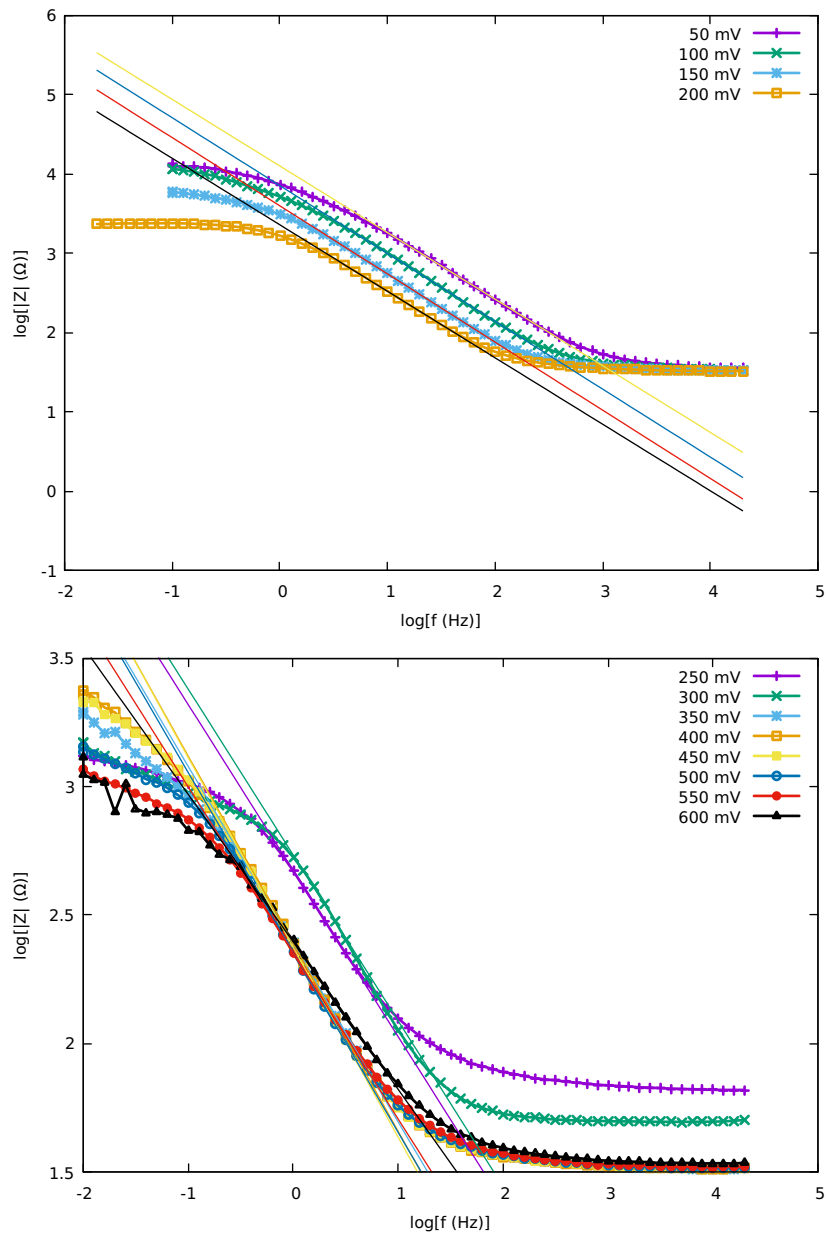 6
5
4
3
2
1
0
-1
-2
-1
0
1
2
3
4
5
log[|Z| (Ω)]
log[f (Hz)]
50 mV
100 mV
150 mV
200 mV
3.5
3
2.5
2
1.5
-2
-1
0
1
2
3
4
5
log[|Z| (Ω)]
log[f (Hz)]
250 mV
300 mV
350 mV
400 mV
450 mV
500 mV
550 mV
600 mV